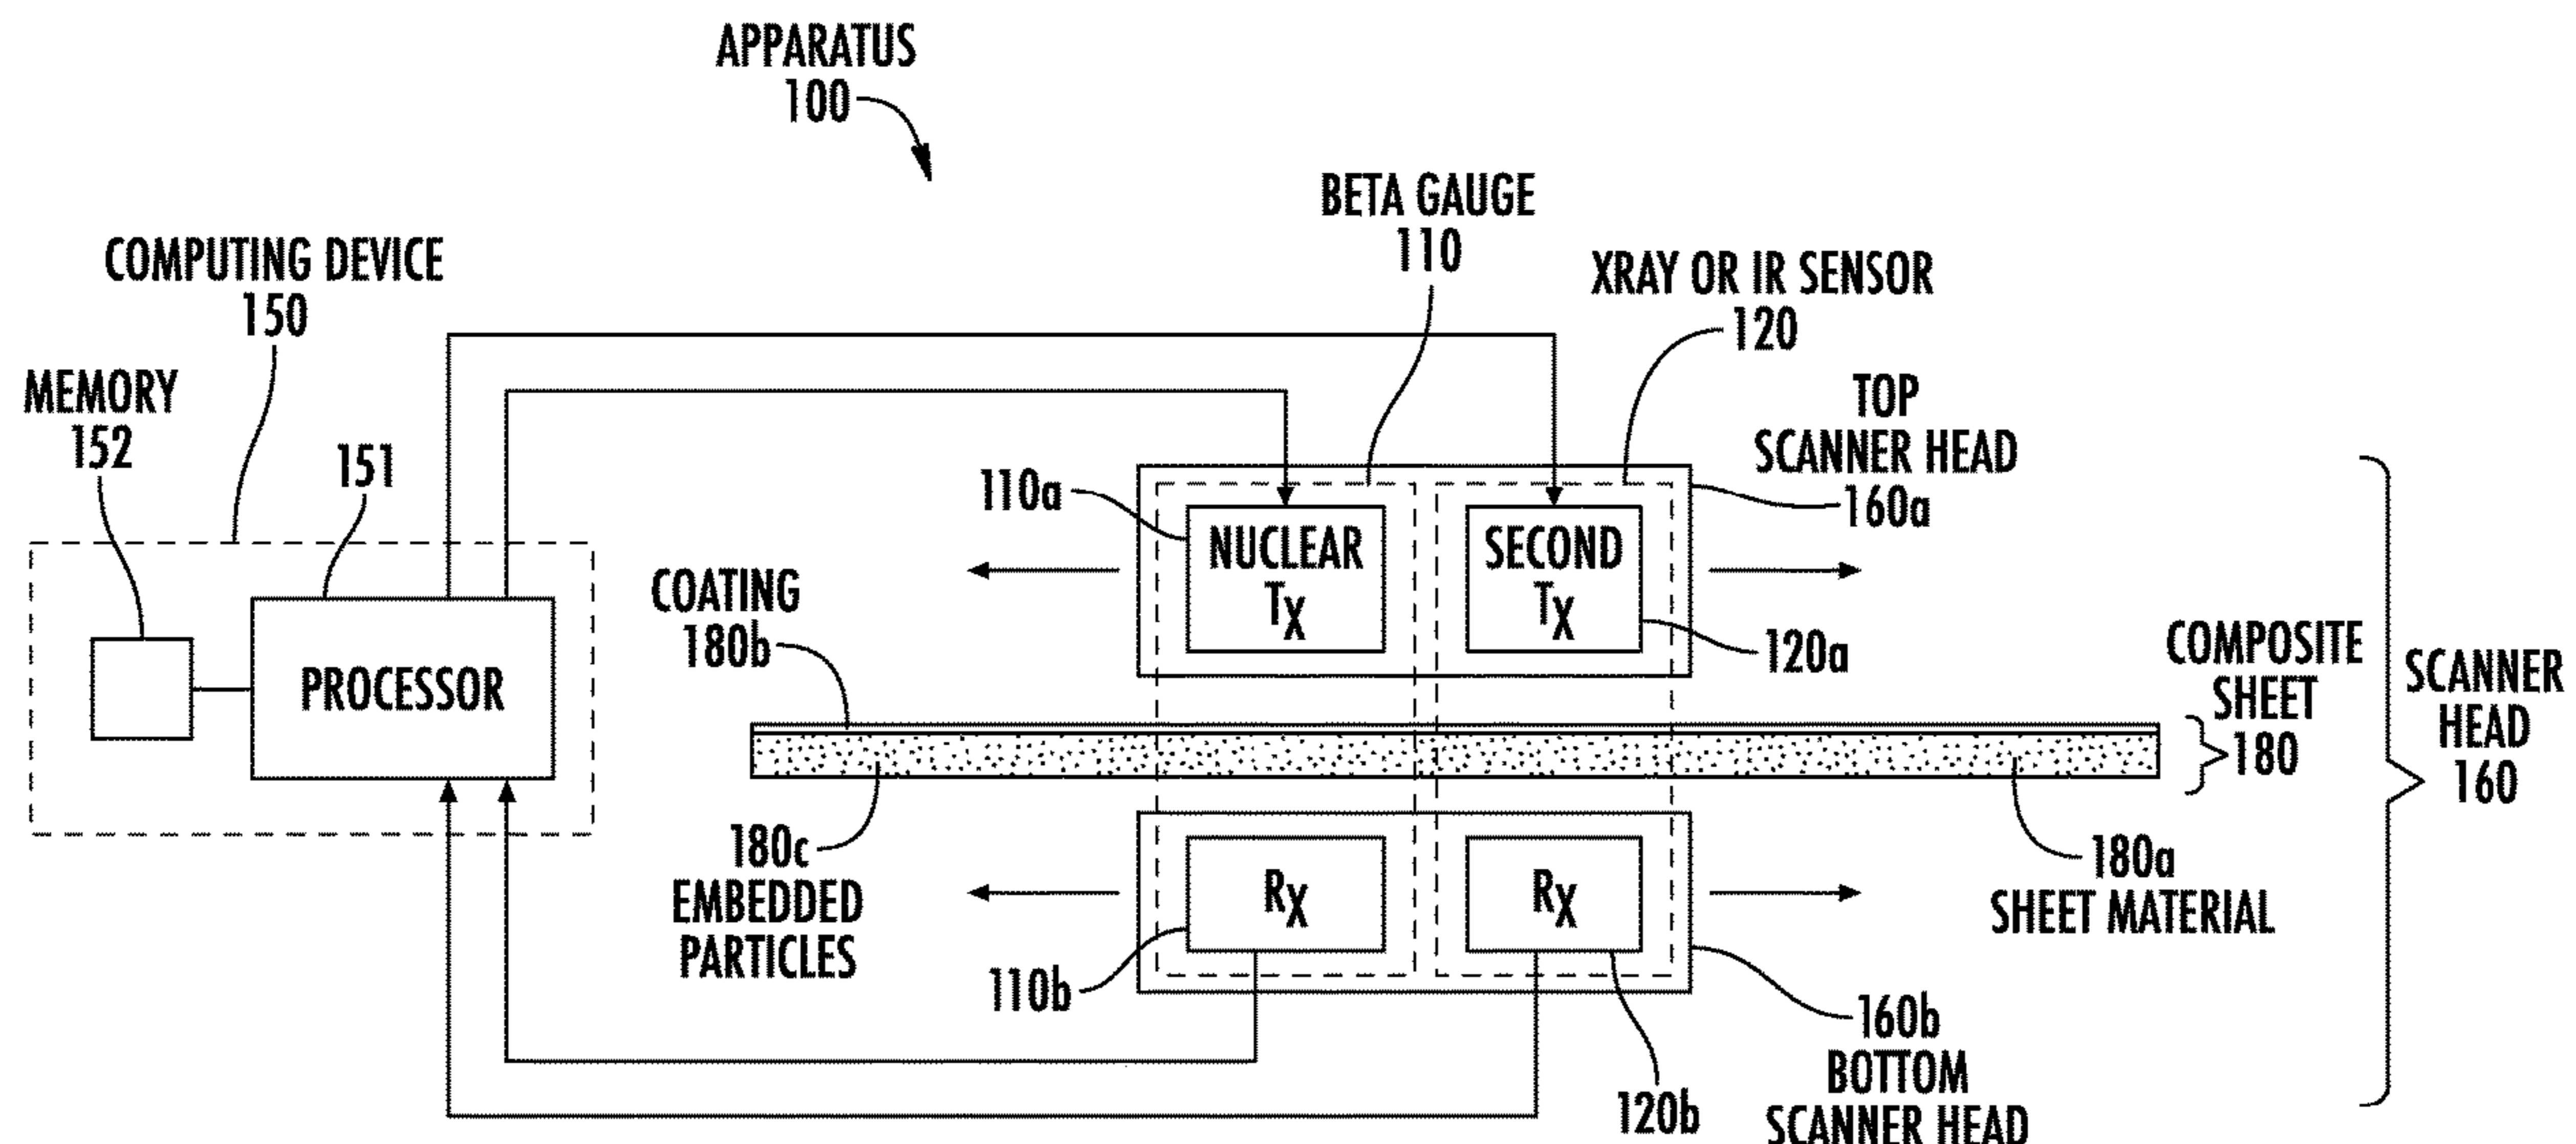 APPARATUS
100
BETA GAUGE
110
COMPUTING DEVICE
150
XRAY OR IR SENSOR
120
MEMORY
152
151
TOP
SCANNER HEAD
160a
110a
NUCLEAR
TX
SECOND
TX
COATING
180b
120a
PROCESSOR
COMPOSITE
SHEET
180
SCANNER
HEAD
160
180c
EMBEDDED
PARTICLES
RX
RX
180a
SHEET MATERIAL
110b
160b
BOTTOM
SCANNER HEAD
120b